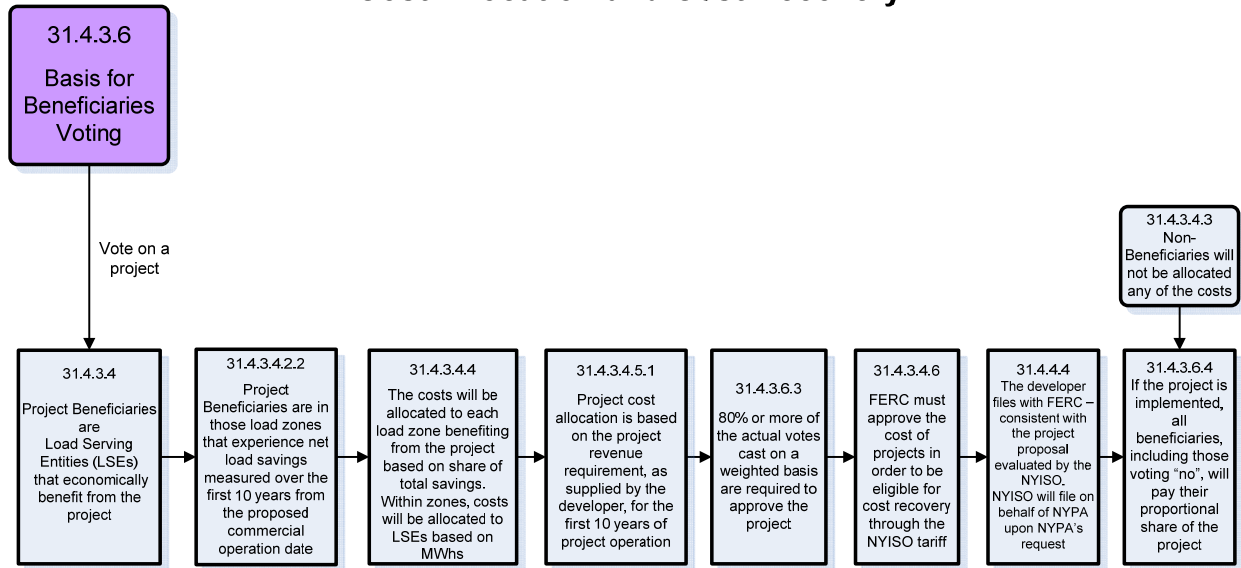 31.4.3.6
Basis for
Beneficiaries
Voting
Vote on a
project
31.4.3.4.3
Non-
Beneficiaries will
not be allocated
any of the costs
31.4.3.4
Project Beneficiaries
are
Load Serving
Entities (LSEs)
that economically
benefit from the
project
31.4.3.4.2.2
Project
Beneficiaries are in
those load zones
that experience net
load savings
measured over the
first 10 years from
the proposed
commercial
operation date
31.4.3.4.4
The costs will be
allocated to each
load zone benefiting
from the project
based on share of
total savings.
Within zones, costs
will be allocated to
LSEs based on
MWhs
31.4.3.4.5.1
Project cost
allocation is based
on the project
revenue
requirement, as
supplied by the
developer, for the
first 10 years of
project operation
31.4.3.6.3
80% or more of
the actual votes
cast on a
weighted basis
are required to
approve the
project
31.4.3.4.6
FERC must
approve the
cost of
projects in
order to be
eligible for
cost recovery
through the
NYISO tariff
31.4.4.4
The developer
files with FERC –
consistent with
the project
proposal
evaluated by the
NYISO.
NYISO will file on
behalf of NYPA
upon NYPA's
request
31.4.3.6.4
If the project is
implemented,
all
beneficiaries,
including those
voting “no”, will
pay their
proportional
share of the
project